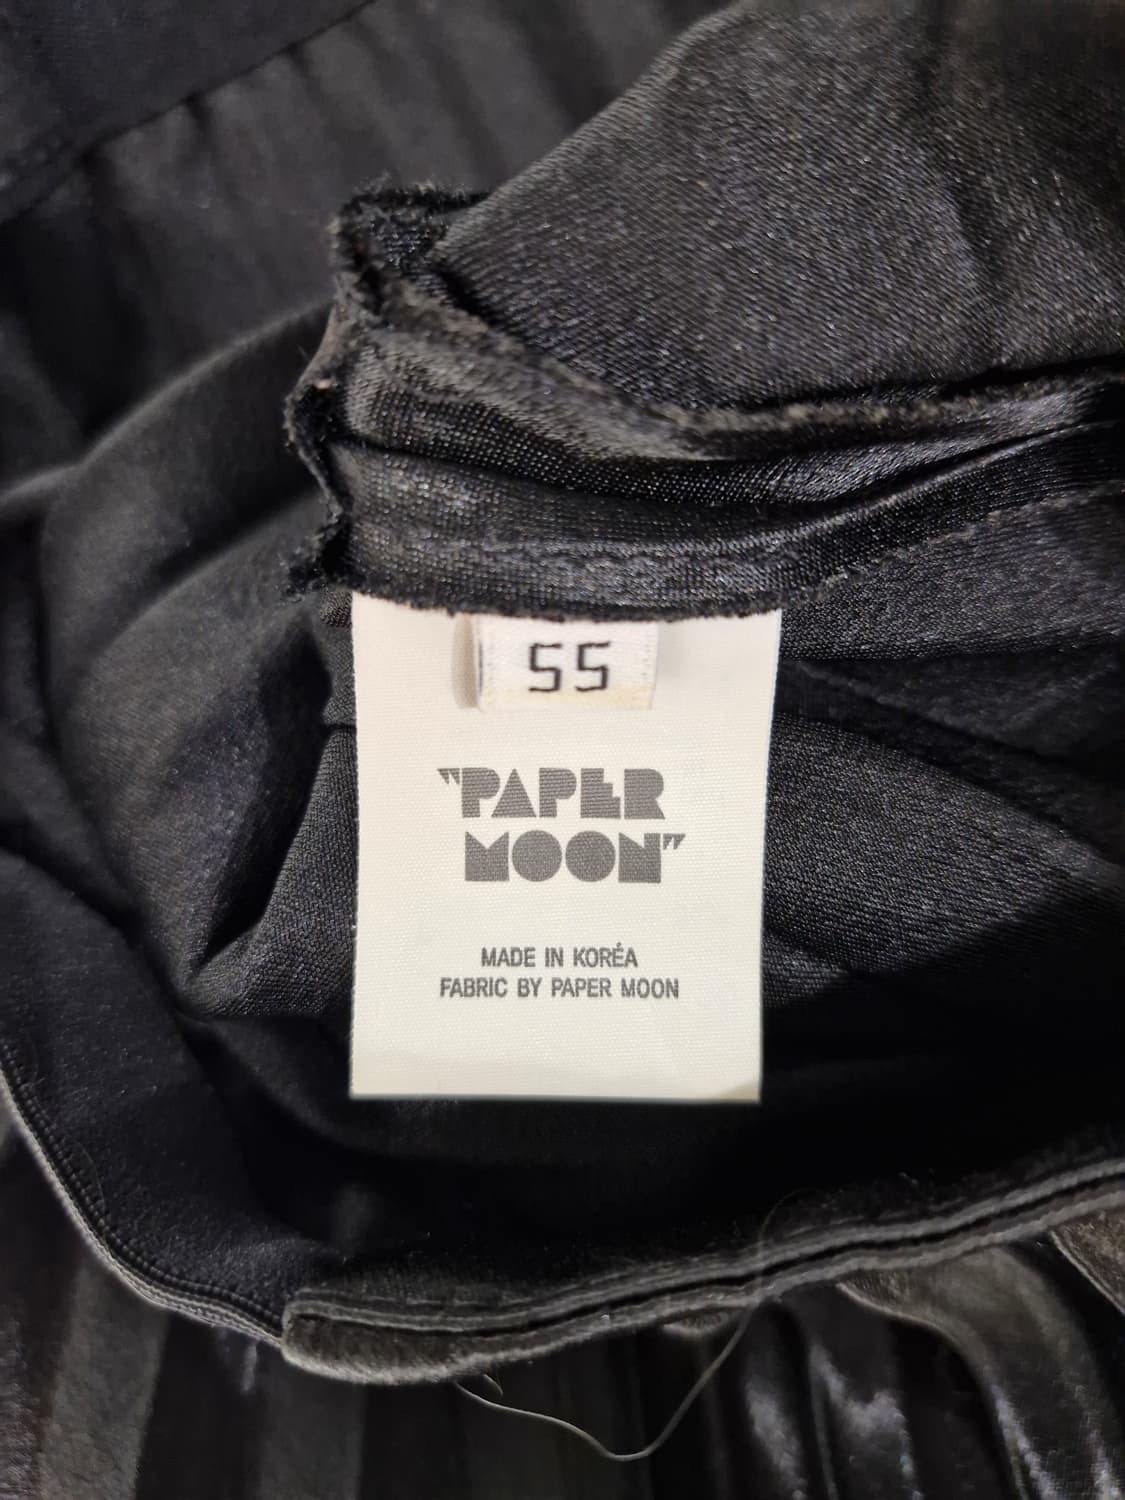 55
"PAPER
MOON"
MADE IN KORÉA
FABRIC BY PAPER MOON